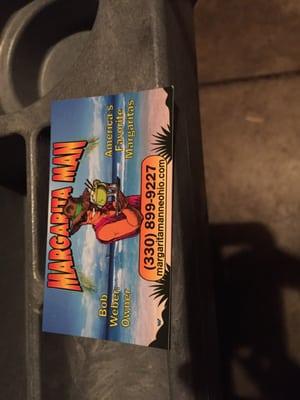 MARGARITA MAN
America's
Favorite
Margaritas
Bob
Weber,
Owner
(330) 899-9227
margaritamanneohio.com